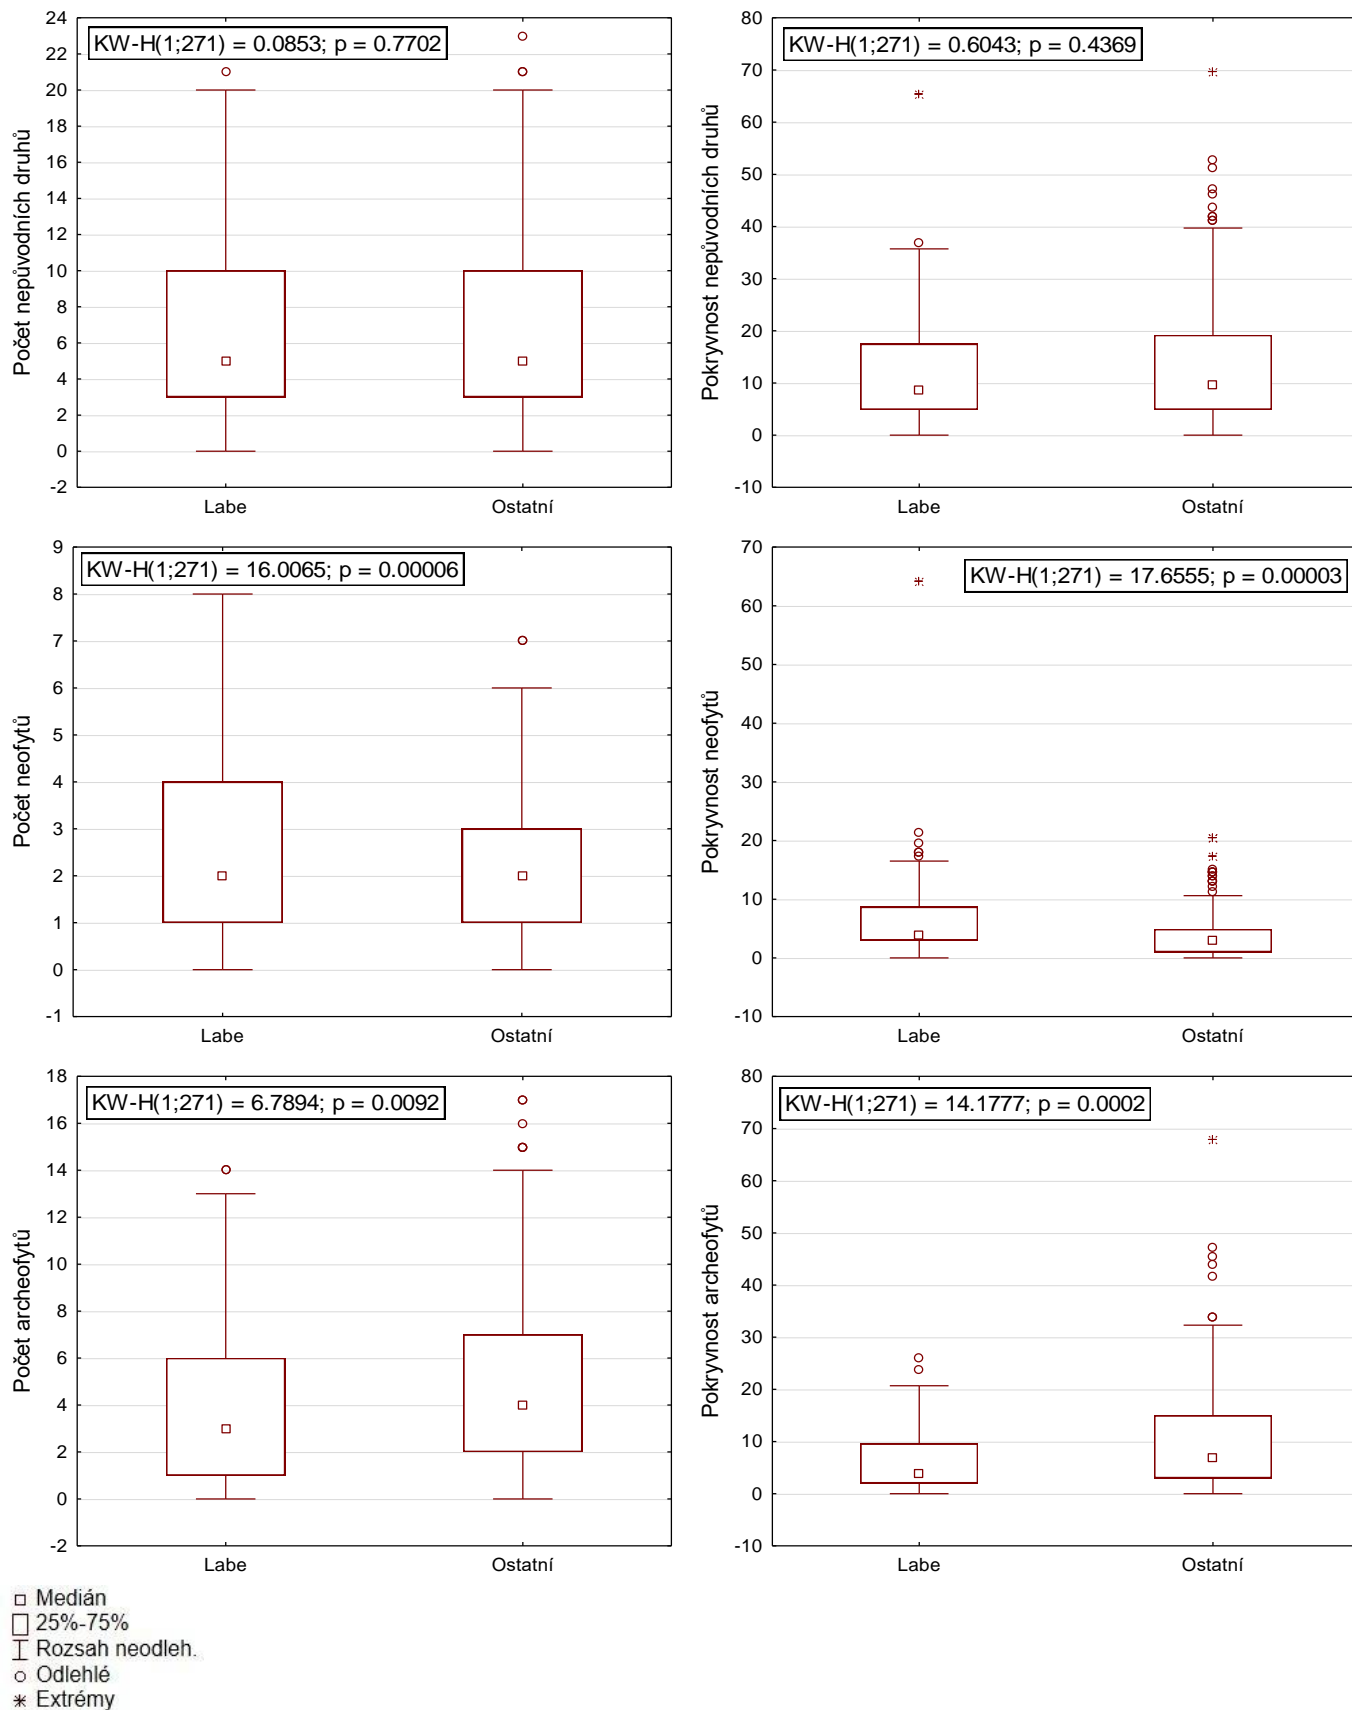 Počet nepůvodních druhů
24
22
20
18
16
14
12
10
8
6
4
2
0
-2
KW-H(1;271) = 0.0853; p = 0.7702
Labe
Ostatní
Pokryvnost nepůvodních druhů
80
70
60
50
40
30
20
10
0
-10
KW-H(1;271) = 0.6043; p = 0.4369
Labe
Ostatní
Počet neofytů
9
8
7
6
5
4
3
2
1
0
-1
KW-H(1;271) = 16.0065; p = 0.00006
Labe
Ostatní
Pokryvnost neofytů
70
60
50
40
30
20
10
0
-10
KW-H(1;271) = 17.6555; p = 0.00003
Labe
Ostatní
Počet archeofytů
18
16
14
12
10
8
6
4
2
0
-2
KW-H(1;271) = 6.7894; p = 0.0092
Labe
Ostatní
Pokryvnost archeofytů
80
70
60
50
40
30
20
10
0
-10
KW-H(1;271) = 14.1777; p = 0.0002
Labe
Ostatní
Medián
25%-75%
Rozsah neodleh.
Odlehlé
Extrémy